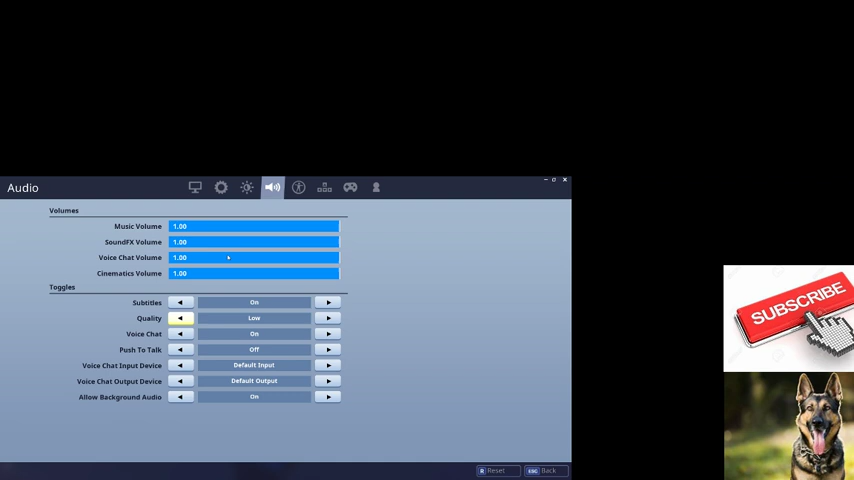 Audio
Volumes
Music Volume 1.00
SoundFX Volume 1.00
Voice Chat Volume 1.00
Cinematics Volume 1.00
Toggles
Subtitles On
Quality Low
Voice Chat On
Push To Talk Off
Voice Chat Input Device Default Input
Voice Chat Output Device Default Output
Allow Background Audio On
R Reset ESC Back
SUBSCRIBE